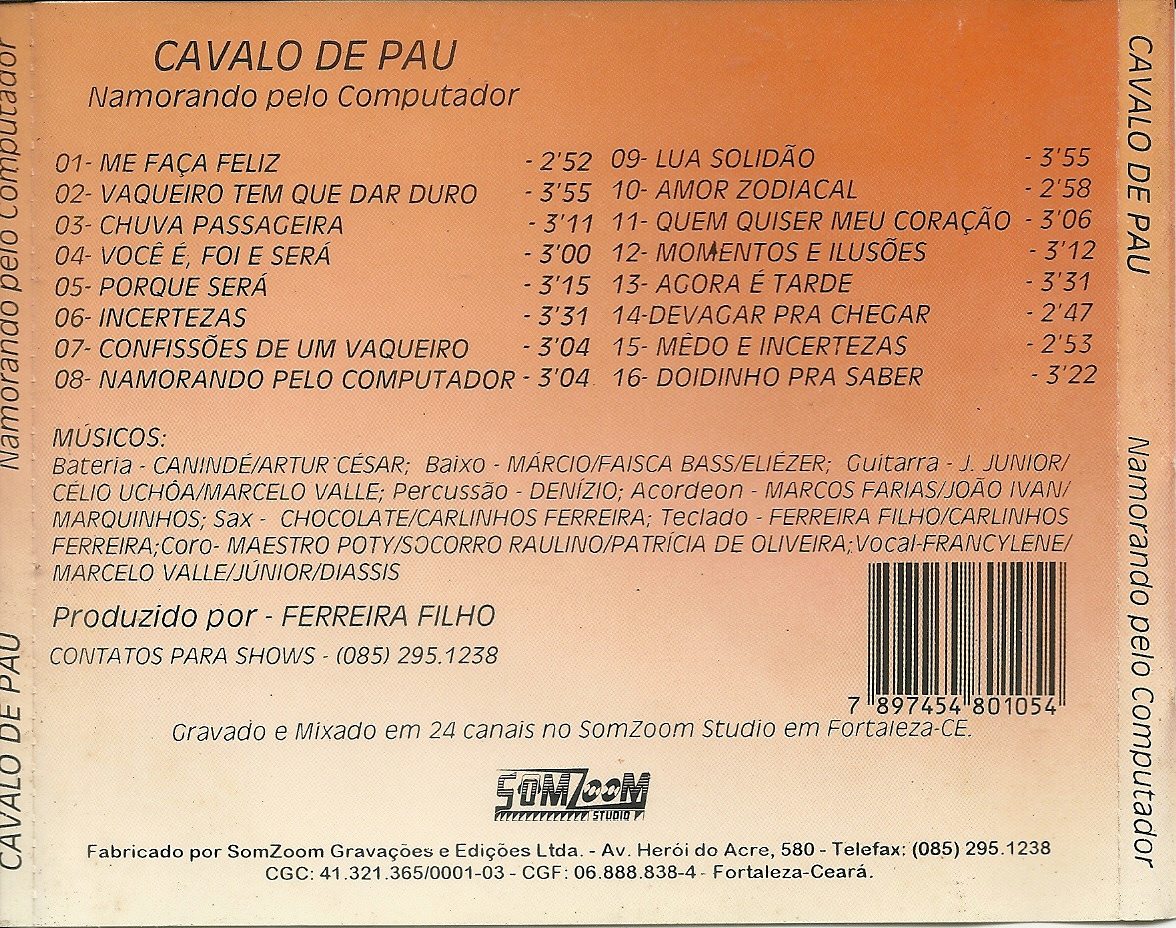 CAVALO DE PAU
Namorando pelo Computador
01- ME FAÇA FELIZ - 2'52
02- VAQUEIRO TEM QUE DAR DURO - 3'55
03- CHUVA PASSAGEIRA - 3'11
04- VOCÊ É, FOI E SERÁ - 3'00
05- PORQUE SERÁ - 3'15
06- INCERTEZAS - 3'31
07- CONFISSÕES DE UM VAQUEIRO - 3'04
08- NAMORANDO PELO COMPUTADOR - 3'04
09- LUA SOLIDÃO - 3'55
10- AMOR ZODIACAL - 2'58
11- QUEM QUISER MEU CORAÇÃO - 3'06
12- MOMENTOS E ILUSÕES - 3'12
13- AGORA É TARDE - 3'31
14-DEVAGAR PRA CHEGAR - 2'47
15- MÊDO E INCERTEZAS - 2'53
16- DOIDINHO PRA SABER - 3'22
MÚSICOS:
Bateria - CANINDÉ/ARTUR CÉSAR; Baixo - MÁRCIO/FAISCA BASS/ELIÉZER; Guitarra - J. JUNIOR/
CÉLIO UCHÔA/MARCELO VALLE; Percussão - DENÍZIO; Acordeon - MARCOS FARIAS/JOÃO IVAN/
MARQUINHOS; Sax - CHOCOLATE/CARLINHOS FERREIRA; Teclado - FERREIRA FILHO/CARLINHOS
FERREIRA;Coro- MAESTRO POTY/SOCORRO RAULINO/PATRÍCIA DE OLIVEIRA;Vocal-FRANCYLENE/
MARCELO VALLE/JÚNIOR/DIASSIS
Produzido por - FERREIRA FILHO
CONTATOS PARA SHOWS - (085) 295.1238
7 897454 801054
Gravado e Mixado em 24 canais no SomZoom Studio em Fortaleza-CE.
SOMZOOM
STUDIO
Fabricado por SomZoom Gravações e Edições Ltda. - Av. Herói do Acre, 580 - Telefax: (085) 295.1238
CGC: 41.321.365/0001-03 - CGF: 06.888.838-4 - Fortaleza-Ceará.
CAVALO DE PAU Namorando pelo Computador
CAVALO DE PAU Namorando pelo Computador